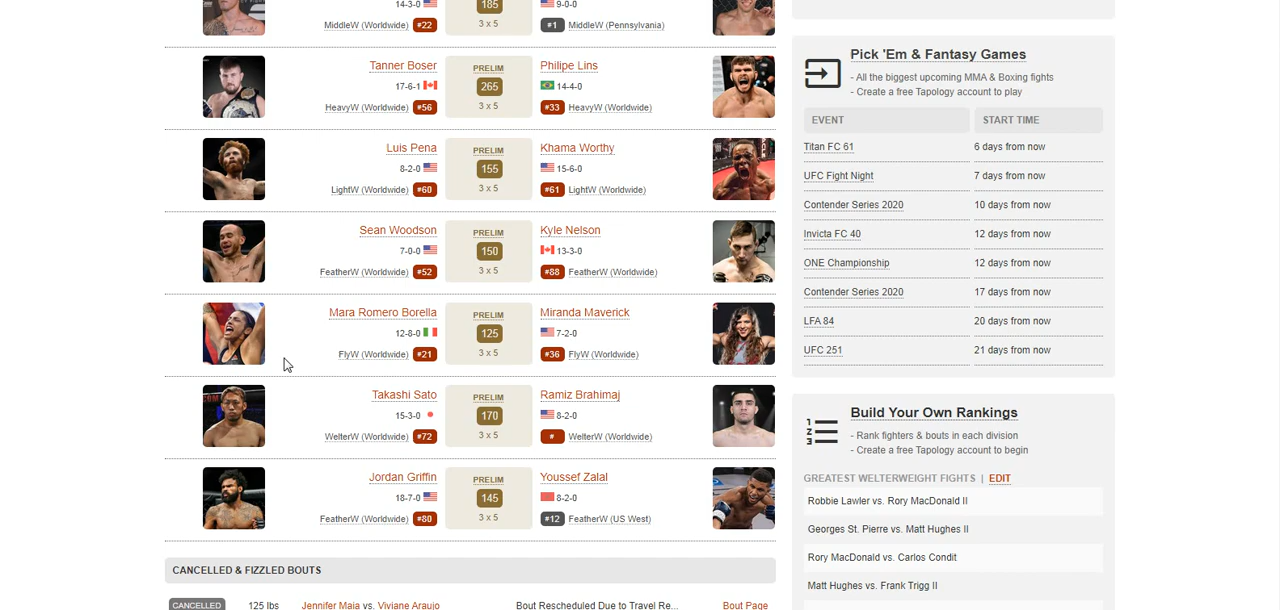 14-3-0 185 9-0-0
MiddleW (Worldwide) #22 3 x 5 #1 MiddleW (Pennsylvania)
Tanner Boser PRELIM Philipe Lins
17-6-1 265 14-4-0
HeavyW (Worldwide) #56 3 x 5 #33 HeavyW (Worldwide)
Luis Pena PRELIM Khama Worthy
8-2-0 155 15-6-0
LightW (Worldwide) #60 3 x 5 #61 LightW (Worldwide)
Sean Woodson PRELIM Kyle Nelson
7-0-0 150 13-3-0
FeatherW (Worldwide) #52 3 x 5 #88 FeatherW (Worldwide)
Mara Romero Borella PRELIM Miranda Maverick
12-8-0 125 7-2-0
FlyW (Worldwide) #21 3 x 5 #36 FlyW (Worldwide)
Takashi Sato PRELIM Ramiz Brahimaj
15-3-0 170 8-2-0
WelterW (Worldwide) #72 3 x 5 # WelterW (Worldwide)
Jordan Griffin PRELIM Youssef Zalal
18-7-0 145 8-2-0
FeatherW (Worldwide) #80 3 x 5 #12 FeatherW (US West)
CANCELLED & FIZZLED BOUTS
CANCELLED 125 lbs Jennifer Maia vs. Viviane Araujo Bout Rescheduled Due to Travel Re... Bout Page
Pick 'Em & Fantasy Games
- All the biggest upcoming MMA & Boxing fights
- Create a free Tapology account to play
EVENT START TIME
Titan FC 61 6 days from now
UFC Fight Night 7 days from now
Contender Series 2020 10 days from now
Invicta FC 40 12 days from now
ONE Championship 12 days from now
Contender Series 2020 17 days from now
LFA 84 20 days from now
UFC 251 21 days from now
1 2 3 Build Your Own Rankings
- Rank fighters & bouts in each division
- Create a free Tapology account to begin
GREATEST WELTERWEIGHT FIGHTS | EDIT
Robbie Lawler vs. Rory MacDonald II
Georges St. Pierre vs. Matt Hughes II
Rory MacDonald vs. Carlos Condit
Matt Hughes vs. Frank Trigg II